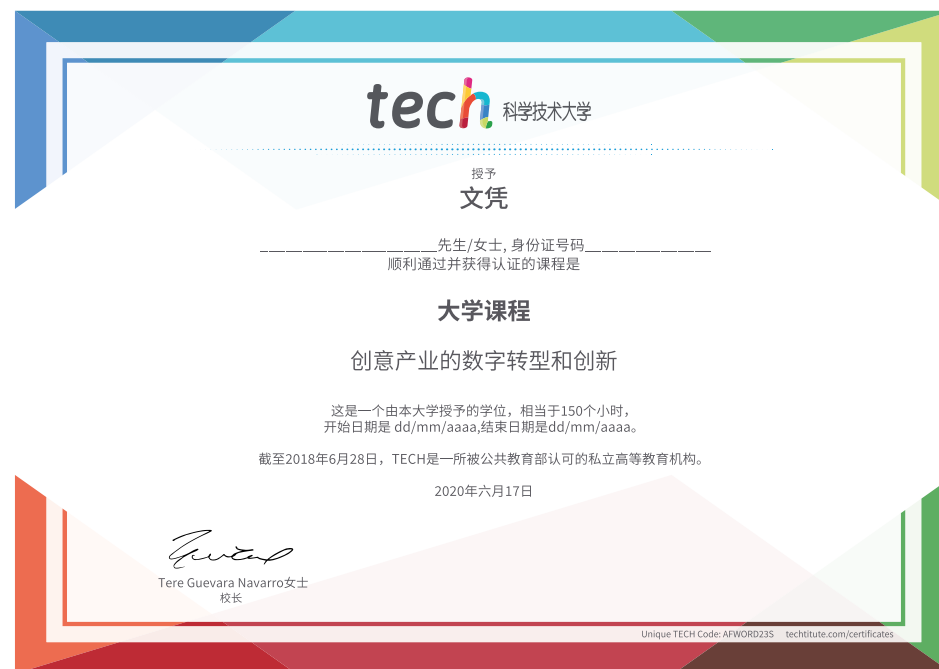 tech 科学技术大学
授予
文凭
_____________________先生/女士, 身份证号码_______________
顺利通过并获得认证的课程是
大学课程
创意产业的数字转型和创新
这是一个由本大学授予的学位，相当于150个小时，
开始日期是 dd/mm/aaaa,结束日期是dd/mm/aaaa。
截至2018年6月28日，TECH是一所被公共教育部认可的私立高等教育机构。
2020年六月17日
Tere Guevara Navarro女士
校长
Unique TECH Code: AFWORD23S techtitute.com/certificates